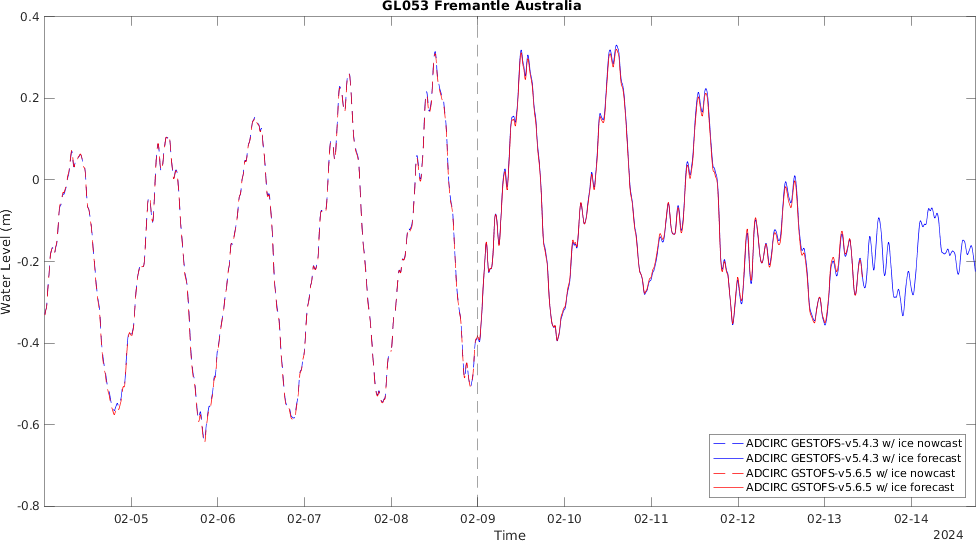 GL053 Fremantle Australia
0.4
0.2
0
-0.2
-0.4
-0.6
-0.8
Water Level (m)
ADCIRC GESTOFS-v5.4.3 w/ ice nowcast
ADCIRC GESTOFS-v5.4.3 w/ ice forecast
ADCIRC GSTOFS-v5.6.5 w/ ice nowcast
ADCIRC GSTOFS-v5.6.5 w/ ice forecast
02-05 02-06 02-07 02-08 02-09 02-10 02-11 02-12 02-13 02-14
Time
2024